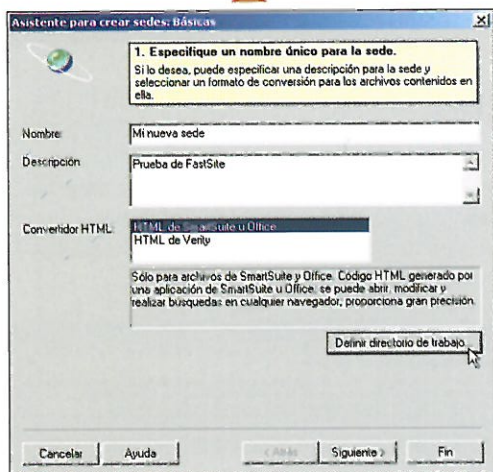 Asistente para crear sedes: Básicas
1. Especifique un nombre único para la sede.
Si lo desea, puede especificar una descripción para la sede y
seleccionar un formato de conversión para los archivos contenidos en
ella.
Nombre:
Mi nueva sede
Descripción
Prueba de FastSite
Convertidor HTML:
HTML de SmartSuite u Office
HTML de Verity
Sólo para archivos de SmartSuite y Office. Código HTML generado por
una aplicación de SmartSuite u Office; se puede abrir, modificar y
realizar búsquedas en cualquier navegador; proporciona gran precisión.
Definir directorio de trabajo...
Cancelar
Ayuda
< Atrás
Siguiente >
Fin